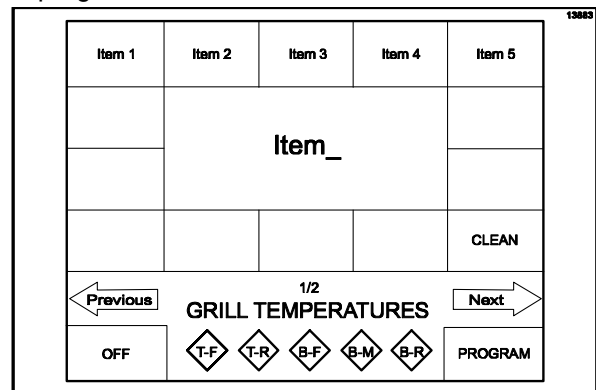 13883
Item 1 Item 2 Item 3 Item 4 Item 5
Item_
CLEAN
1/2
Previous Next
GRILL TEMPERATURES
OFF T-F T-R B-F B-M B-R PROGRAM